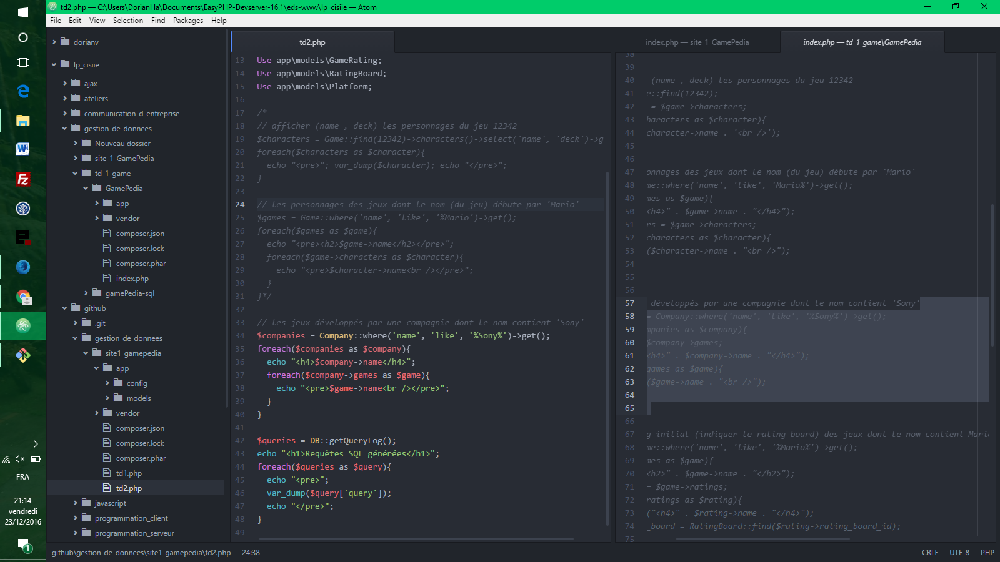 td2.php — C:\Users\DorianHa\Documents\EasyPHP-Devserver-16.1\eds-www\lp_cisiie — Atom
File Edit View Selection Find Packages Help
dorianv
lp_cisiie
ajax
ateliers
communication_d_entreprise
gestion_de_donnees
Nouveau dossier
site_1_GamePedia
td_1_game
GamePedia
app
vendor
composer.json
composer.lock
composer.phar
index.php
gamePedia-sql
github
.git
gestion_de_donnees
site1_gamepedia
app
config
models
vendor
composer.json
composer.lock
composer.phar
td1.php
td2.php
javascript
programmation_client
programmation_serveur
FRA
21:14
vendredi
23/12/2016
1
td2.php
13 Use app\models\GameRating;
14 Use app\models\RatingBoard;
15 Use app\models\Platform;
16
17 /*
18 // afficher (name , deck) les personnages du jeu 12342
19 $characters = Game::find(12342)->characters()->select('name', 'deck')->g
20 foreach($characters as $character){
21 echo "<pre>"; var_dump($character); echo "</pre>";
22 }
23
24 // les personnages des jeux dont le nom (du jeu) débute par 'Mario'
25 $games = Game::where('name', 'like', '%Mario')->get();
26 foreach($games as $game){
27 echo "<pre><h2>$game->name</h2></pre>";
28 foreach($game->characters as $character){
29 echo "<pre>$character->name<br /></pre>";
30 }
31 }*/
32
33 // les jeux développés par une compagnie dont le nom contient 'Sony'
34 $companies = Company::where('name', 'like', '%Sony%')->get();
35 foreach($companies as $company){
36 echo "<h4>$company->name</h4>";
37 foreach($company->games as $game){
38 echo "<pre>$game->name<br /></pre>";
39 }
40 }
41
42 $queries = DB::getQueryLog();
43 echo "<h1>Requêtes SQL générées</h1>";
44 foreach($queries as $query){
45 echo "<pre>";
46 var_dump($query['query']);
47 echo "</pre>";
48 }
49
index.php — site_1_GamePedia
index.php — td_1_game\GamePedia
38
39
40 (name , deck) les personnages du jeu 12342
41 e::find(12342);
42 = $game->characters;
43 haracters as $character){
44 character->name . '<br />');
45
46
47 onnages des jeux dont le nom (du jeu) débute par 'Mario'
48 me::where('name', 'like', 'Mario%')->get();
49 mes as $game){
50 <h4>" . $game->name . "</h4>");
51 rs = $game->characters;
52 characters as $character){
53 ($character->name . "<br />");
54
55
56
57 développés par une compagnie dont le nom contient 'Sony'
58 = Company::where('name', 'like', '%Sony%')->get();
59 mpanies as $company){
60 $company->games;
61 <h4>" . $company->name . "</h4>");
62 games as $game){
63 ($game->name . "<br />");
64
65
66
67 g initial (indiquer le rating board) des jeux dont le nom contient Mario
68 me::where('name', 'like', '%Mario%')->get();
69 mes as $game){
70 <h2>" . $game->name . "</h2>");
71 = $game->ratings;
72 ratings as $rating){
73 ("<h4>" . $rating->name . "</h4>");
74 _board = RatingBoard::find($rating->rating_board_id);
75
github\gestion_de_donnees\site1_gamepedia\td2.php 24:38
CRLF UTF-8 PHP